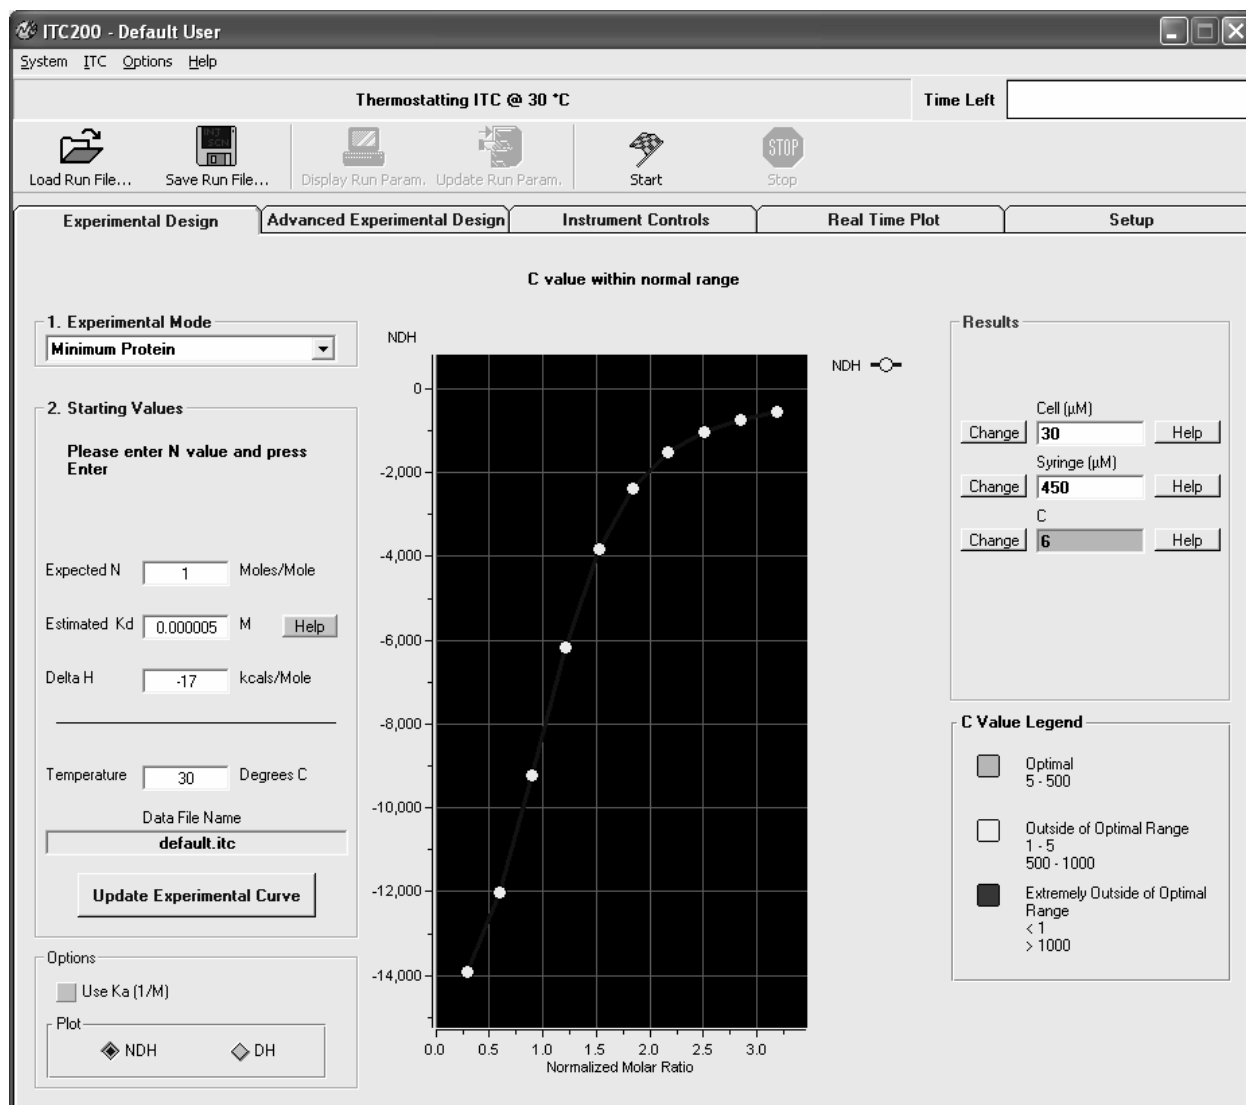 ITC200 - Default User
System ITC Options Help
Thermostatting ITC @ 30 °C
Time Left
INJ
SCN
STOP
Load Run File...
Save Run File...
Display Run Param.
Update Run Param.
Start
Stop
Experimental Design
Advanced Experimental Design
Instrument Controls
Real Time Plot
Setup
C value within normal range
1. Experimental Mode
Minimum Protein
2. Starting Values
Please enter N value and press
Enter
Expected N 1 Moles/Mole
Estimated Kd 0.000005 M Help
Delta H -17 kcals/Mole
Temperature 30 Degrees C
Data File Name
default.itc
Update Experimental Curve
Options
Use Ka (1/M)
Plot
NDH DH
NDH
NDH
0
-2,000
-4,000
-6,000
-8,000
-10,000
-12,000
-14,000
0.0 0.5 1.0 1.5 2.0 2.5 3.0
Normalized Molar Ratio
Results
Cell (µM)
Change 30 Help
Syringe (µM)
Change 450 Help
C
Change 6 Help
C Value Legend
Optimal
5 - 500
Outside of Optimal Range
1 - 5
500 - 1000
Extremely Outside of Optimal
Range
< 1
> 1000